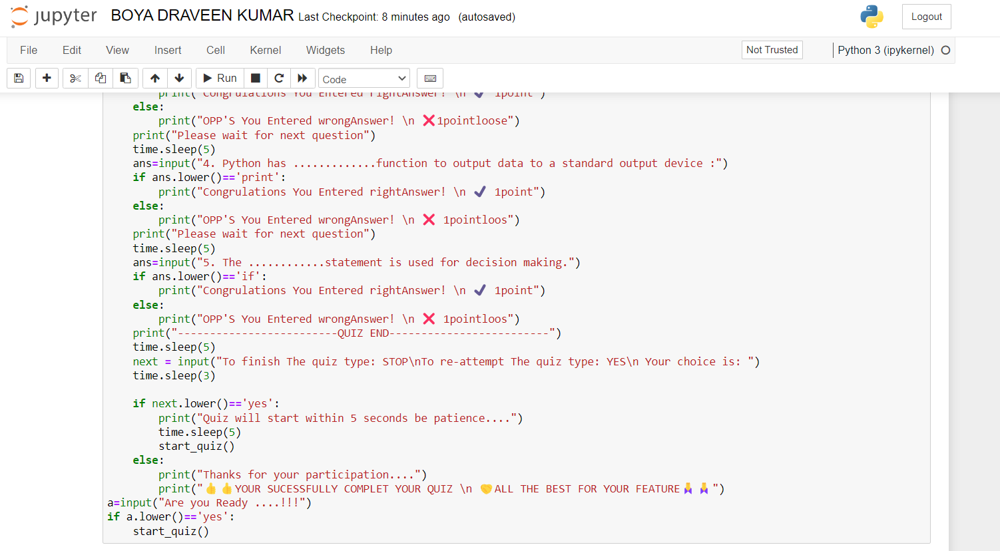 jupyter BOYA DRAVEEN KUMAR Last Checkpoint: 8 minutes ago (autosaved) Logout
File Edit View Insert Cell Kernel Widgets Help Not Trusted Python 3 (ipykernel)
Run Code
print("Congrulations You Entered rightAnswer! \n ✔ 1point")
else:
print("OPP'S You Entered wrongAnswer! \n ❌1pointloose")
print("Please wait for next question")
time.sleep(5)
ans=input("4. Python has .............function to output data to a standard output device :")
if ans.lower()=='print':
print("Congrulations You Entered rightAnswer! \n ✔ 1point")
else:
print("OPP'S You Entered wrongAnswer! \n ❌ 1pointloos")
print("Please wait for next question")
time.sleep(5)
ans=input("5. The ............statement is used for decision making.")
if ans.lower()=='if':
print("Congrulations You Entered rightAnswer! \n ✔ 1point")
else:
print("OPP'S You Entered wrongAnswer! \n ❌ 1pointloos")
print("-------------------------QUIZ END-------------------------")
time.sleep(5)
next = input("To finish The quiz type: STOP\nTo re-attempt The quiz type: YES\n Your choice is: ")
time.sleep(3)
if next.lower()=='yes':
print("Quiz will start within 5 seconds be patience....")
time.sleep(5)
start_quiz()
else:
print("Thanks for your participation....")
print("👍👍YOUR SUCESSFULLY COMPLET YOUR QUIZ \n 🤝ALL THE BEST FOR YOUR FEATURE🙏🙏")
a=input("Are you Ready ....!!!")
if a.lower()=='yes':
start_quiz()